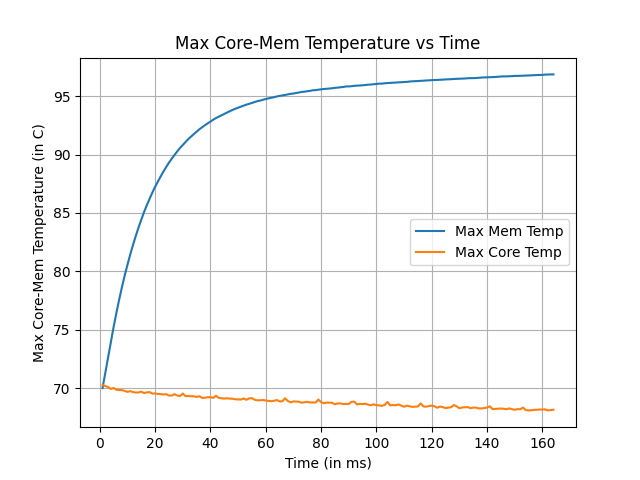 Max Core-Mem Temperature vs Time
Max Core-Mem Temperature (in C)
95
90
85
80
75
70
Max Mem Temp
Max Core Temp
0 20 40 60 80 100 120 140 160
Time (in ms)